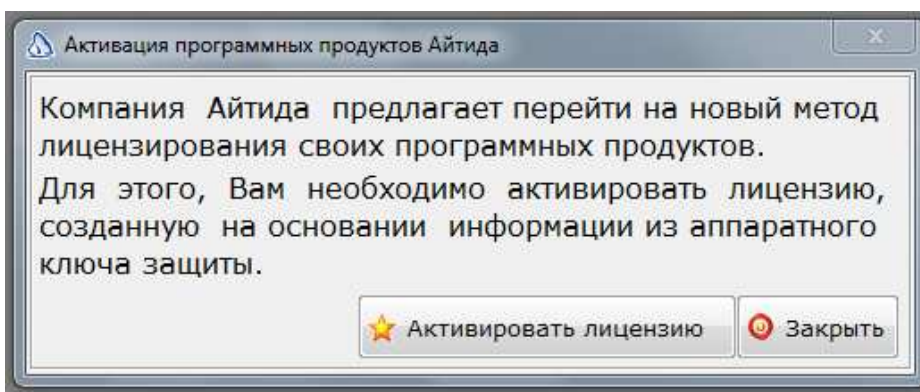 Активация программных продуктов Айтида
Компания Айтида предлагает перейти на новый метод
лицензирования своих программных продуктов.
Для этого, Вам необходимо активировать лицензию,
созданную на основании информации из аппаратного
ключа защиты.
Активировать лицензию
Закрыть